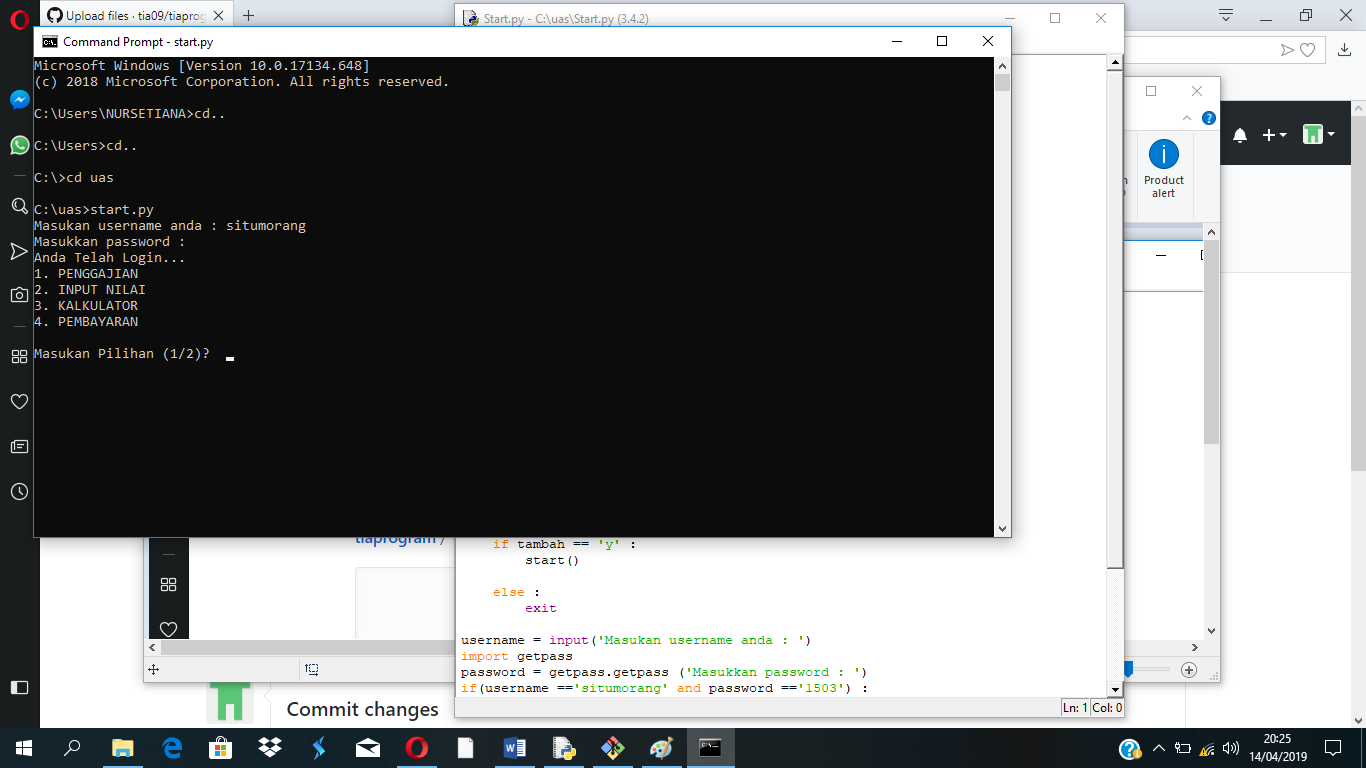 Upload files · tia09/tiaprog
Start.py - C:\uas\Start.py (3.4.2)
Command Prompt - start.py
Microsoft Windows [Version 10.0.17134.648]
(c) 2018 Microsoft Corporation. All rights reserved.
C:\Users\NURSETIANA>cd..
C:\Users>cd..
C:\>cd uas
C:\uas>start.py
Masukan username anda : situmorang
Masukkan password :
Anda Telah Login...
1. PENGGAJIAN
2. INPUT NILAI
3. KALKULATOR
4. PEMBAYARAN
Masukan Pilihan (1/2)?
Product
alert
tiaprogram /
if tambah == 'y' :
start()
else :
exit
username = input('Masukan username anda : ')
import getpass
password = getpass.getpass ('Masukkan password : ')
if(username =='situmorang' and password =='1503') :
Ln: 1 Col: 0
Commit changes
20:25
14/04/2019